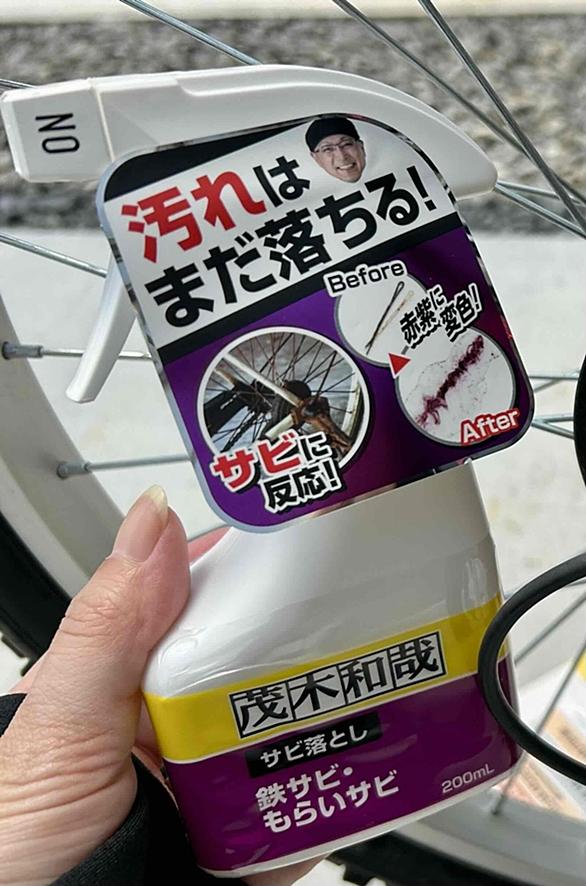 ON
汚れは
まだ落ちる!
Before
赤紫に
変色!
After
サビに
反応!
茂木和哉
サビ落とし
鉄サビ・
もらいサビ
200mL